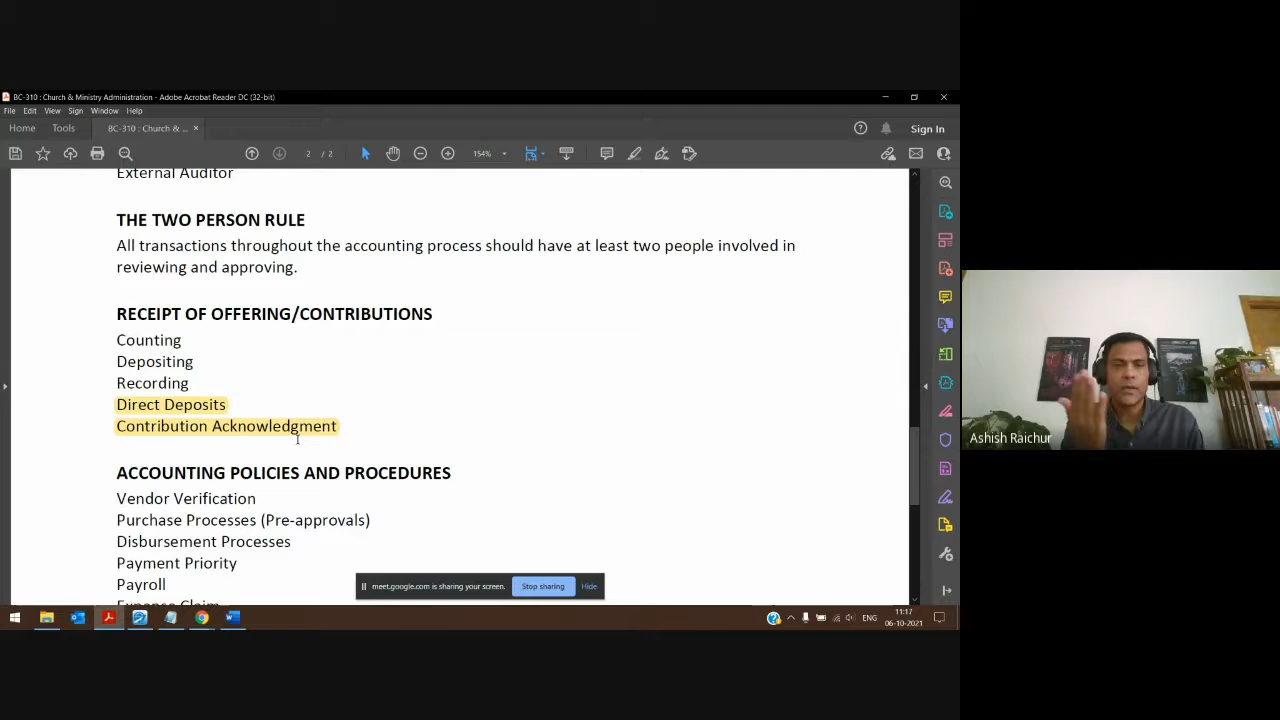 BC-310 : Church & Ministry Administration - Adobe Acrobat Reader DC (32-bit)
File Edit View Sign Window Help
Home Tools BC-310 : Church & ... × Sign In
2 / 2 154%
External Auditor
THE TWO PERSON RULE
All transactions throughout the accounting process should have at least two people involved in
reviewing and approving.
RECEIPT OF OFFERING/CONTRIBUTIONS
Counting
Depositing
Recording
Direct Deposits
Contribution Acknowledgment
ACCOUNTING POLICIES AND PROCEDURES
Vendor Verification
Purchase Processes (Pre-approvals)
Disbursement Processes
Payment Priority
Payroll
Expense Claim
meet.google.com is sharing your screen. Stop sharing Hide
ENG
11:17
06-10-2021
Ashish Raichur